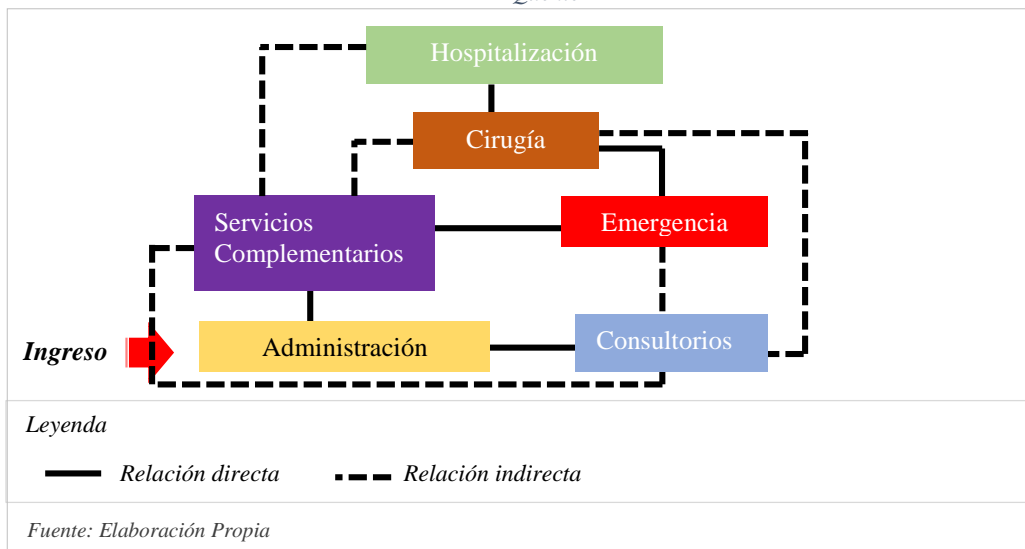 Hospitalización
Cirugía
Servicios
Complementarios
Emergencia
Ingreso
Administración
Consultorios
Leyenda
Relación directa
Relación indirecta
Fuente: Elaboración Propia